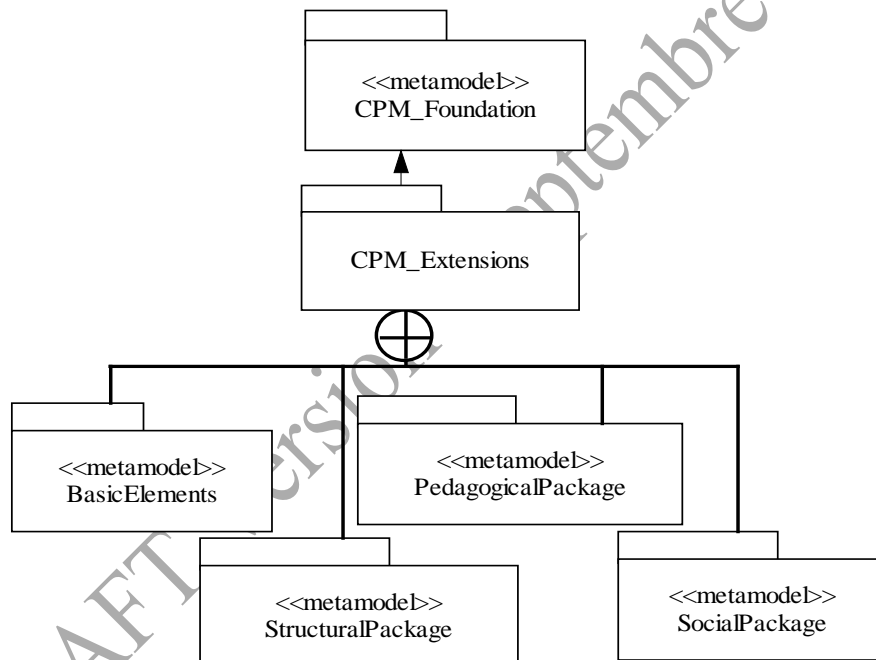 <<metamodel>>
CPM_Foundation
CPM_Extensions
<<metamodel>>
BasicElements
<<metamodel>>
PedagogicalPackage
<<metamodel>>
StructuralPackage
<<metamodel>>
SocialPackage